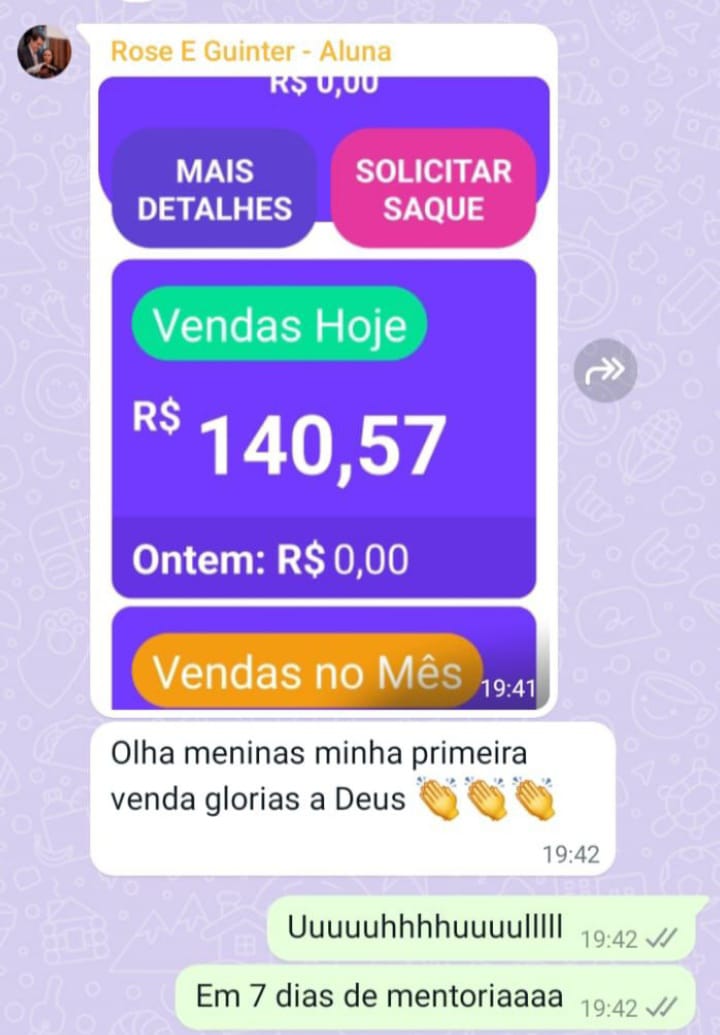 Rose E Guinter - Aluna
R$ 0,00
MAIS
DETALHES
SOLICITAR
SAQUE
Vendas Hoje
R$ 140,57
Ontem: R$ 0,00
Vendas no Mês
19:41
Olha meninas minha primeira
venda glorias a Deus 👏👏👏
19:42
Uuuuuhhhhuuuulllll 19:42
Em 7 dias de mentoriaaaa 19:42